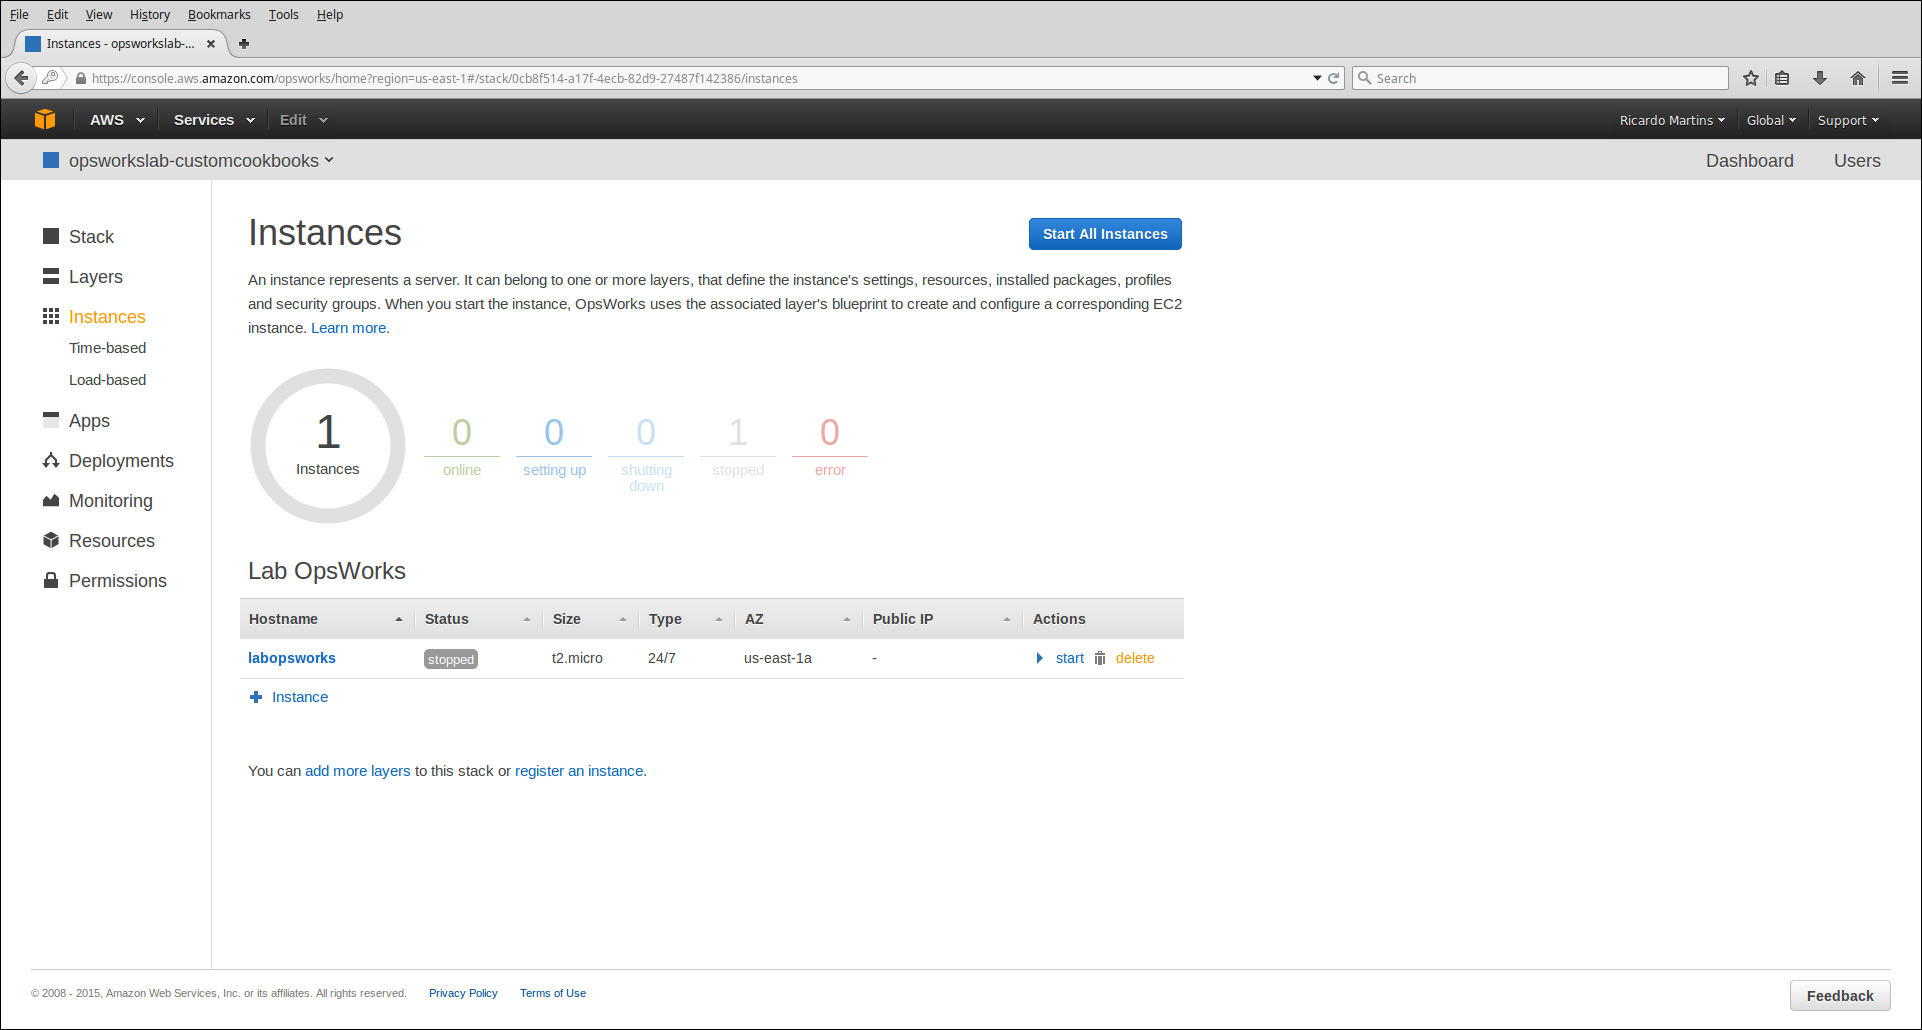 File Edit View History Bookmarks Tools Help
Instances - opsworkslab-...
https://console.aws.amazon.com/opsworks/home?region=us-east-1#/stack/0cb8f514-a17f-4ecb-82d9-27487f142386/instances
Search
AWS Services Edit Ricardo Martins Global Support
opsworkslab-customcookbooks Dashboard Users
Stack
Layers
Instances
Time-based
Load-based
Apps
Deployments
Monitoring
Resources
Permissions
Instances
Start All Instances
An instance represents a server. It can belong to one or more layers, that define the instance's settings, resources, installed packages, profiles
and security groups. When you start the instance, OpsWorks uses the associated layer's blueprint to create and configure a corresponding EC2
instance. Learn more.
1
Instances
0
online
0
setting up
0
shutting
down
1
stopped
0
error
Lab OpsWorks
Hostname Status Size Type AZ Public IP Actions
labopsworks stopped t2.micro 24/7 us-east-1a - start delete
Instance
You can add more layers to this stack or register an instance.
© 2008 - 2015, Amazon Web Services, Inc. or its affiliates. All rights reserved. Privacy Policy Terms of Use
Feedback